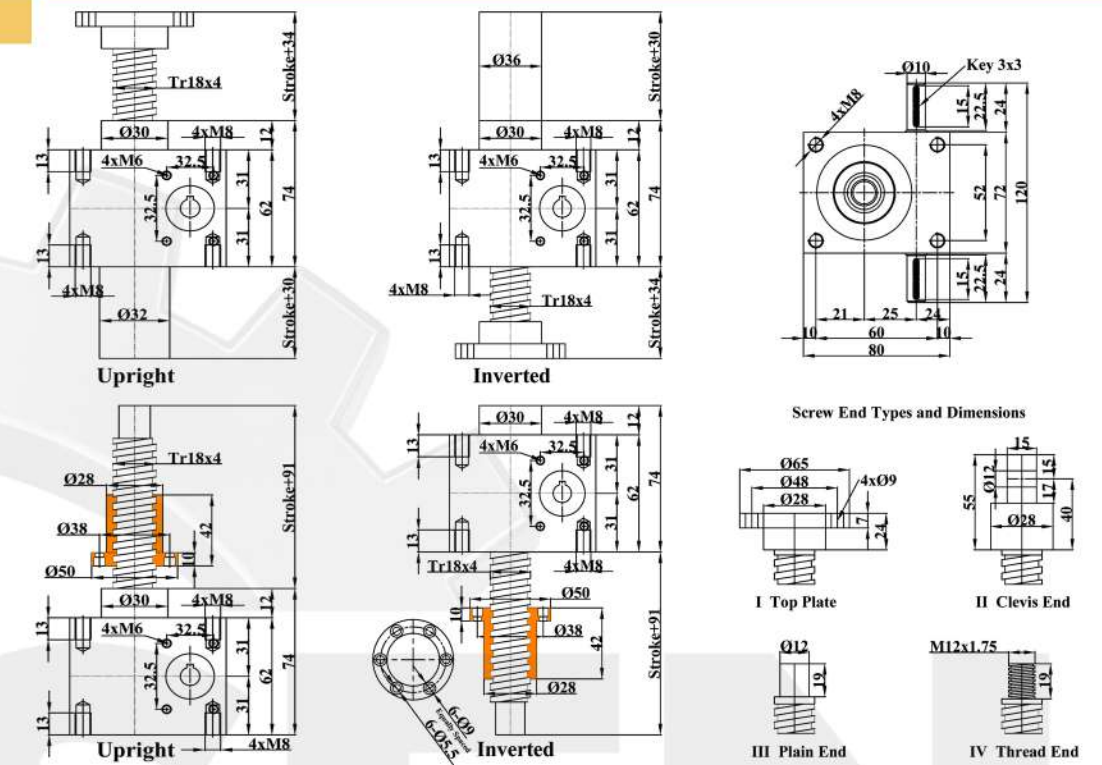 Stroke+34
Tr18x4
Ø30
4xM8
12
13
4xM6
32.5
31
32.5
62
74
31
13
4xM8
Ø32
Stroke+30
Upright
Ø36
Stroke+30
Ø30
4xM8
12
13
4xM6
32.5
31
32.5
62
74
31
13
4xM8
Tr18x4
Stroke+34
Inverted
Ø10
Key 3x3
4xM8
15
22.5
24
52
72
120
15
22.5
24
21
25
24
10
60
10
80
Tr18x4
Ø28
Stroke+91
42
Ø38
10
Ø50
Ø30
4xM8
12
13
4xM6
32.5
31
32.5
62
74
31
13
4xM8
Upright
Ø30
4xM8
12
13
4xM6
32.5
31
32.5
62
74
31
13
4xM8
Tr18x4
Ø50
10
Ø38
42
Stroke+91
Ø28
6-Ø9
Equally Spaced
6-Ø5.5
Inverted
Screw End Types and Dimensions
Ø65
Ø48
4xØ9
Ø28
7
24
I Top Plate
15
Ø12
15
55
17
40
Ø28
II Clevis End
Ø12
19
III Plain End
M12x1.75
19
IV Thread End